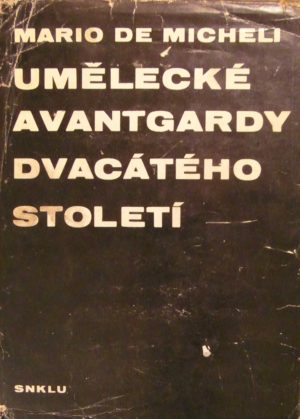 MARIO DE MICHELI
UMĚLECKÉ
AVANTGARDY
DVACÁTÉHO
STOLETÍ
SNKLU